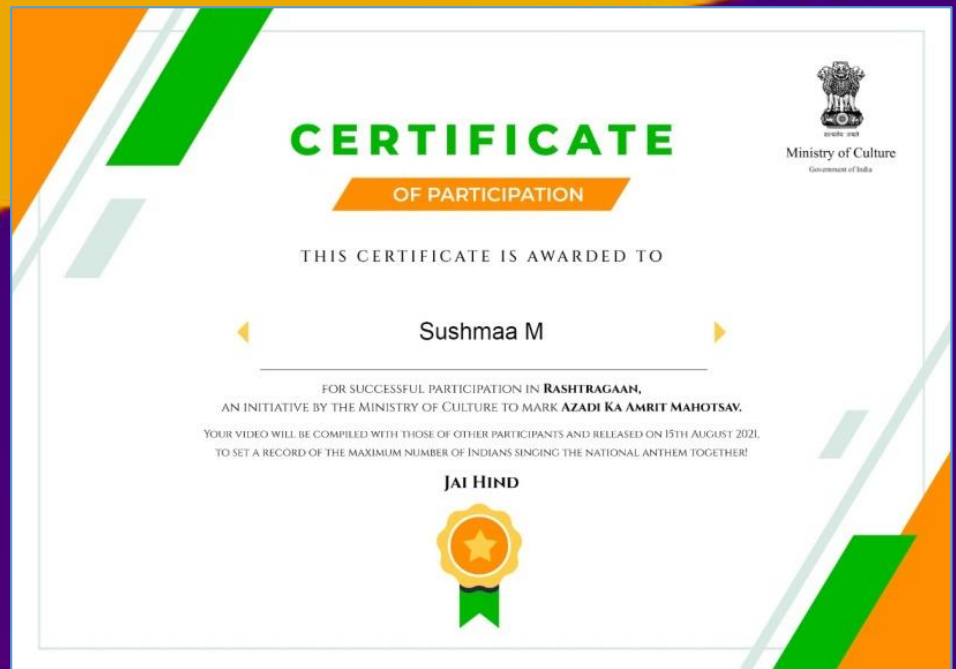 CERTIFICATE
OF PARTICIPATION
Ministry of Culture
Government of India
THIS CERTIFICATE IS AWARDED TO
Sushmaa M
FOR SUCCESSFUL PARTICIPATION IN RASHTRAGAAN,
AN INITIATIVE BY THE MINISTRY OF CULTURE TO MARK AZADI KA AMRIT MAHOTSAV.
YOUR VIDEO WILL BE COMPILED WITH THOSE OF OTHER PARTICIPANTS AND RELEASED ON 15TH AUGUST 2021,
TO SET A RECORD OF THE MAXIMUM NUMBER OF INDIANS SINGING THE NATIONAL ANTHEM TOGETHER!
JAI HIND